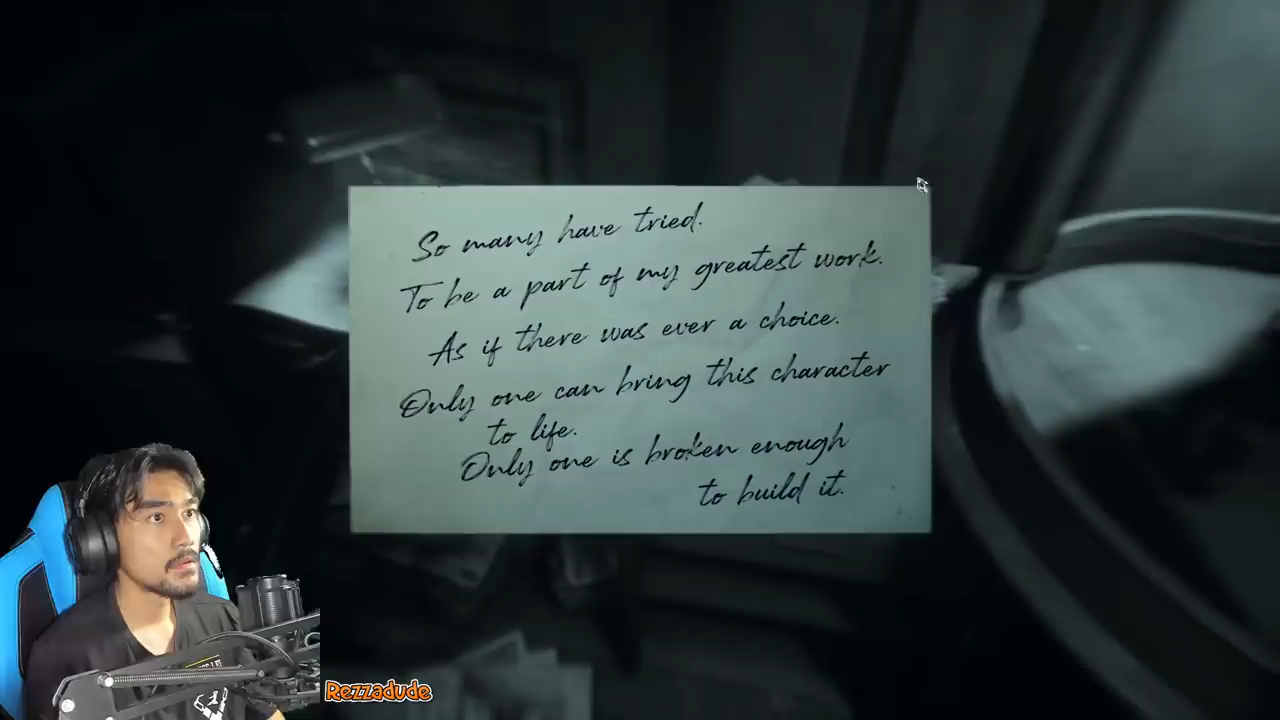 So many have tried.
To be a part of my greatest work.
As if there was ever a choice.
Only one can bring this character
to life.
Only one is broken enough
to build it.
Rezzadude